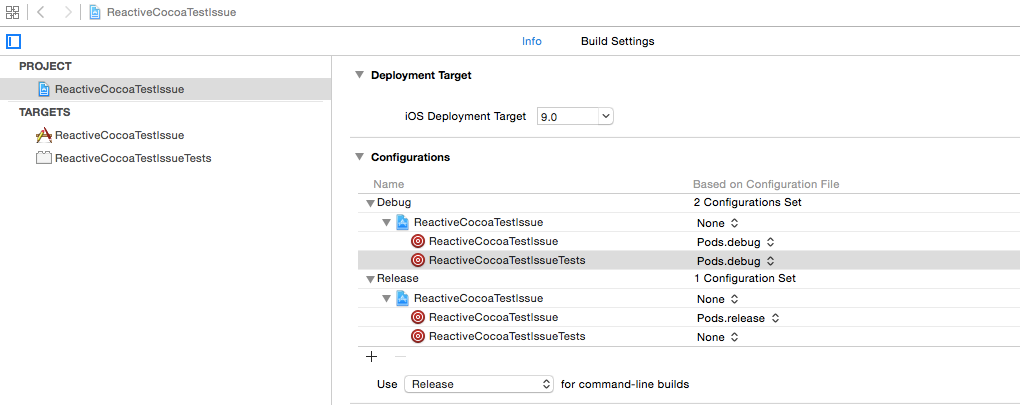 ReactiveCocoaTestIssue
Info Build Settings
PROJECT
ReactiveCocoaTestIssue
TARGETS
ReactiveCocoaTestIssue
ReactiveCocoaTestIssueTests
Deployment Target
iOS Deployment Target 9.0
Configurations
Name Based on Configuration File
Debug 2 Configurations Set
ReactiveCocoaTestIssue None
ReactiveCocoaTestIssue Pods.debug
ReactiveCocoaTestIssueTests Pods.debug
Release 1 Configuration Set
ReactiveCocoaTestIssue None
ReactiveCocoaTestIssue Pods.release
ReactiveCocoaTestIssueTests None
Use Release for command-line builds